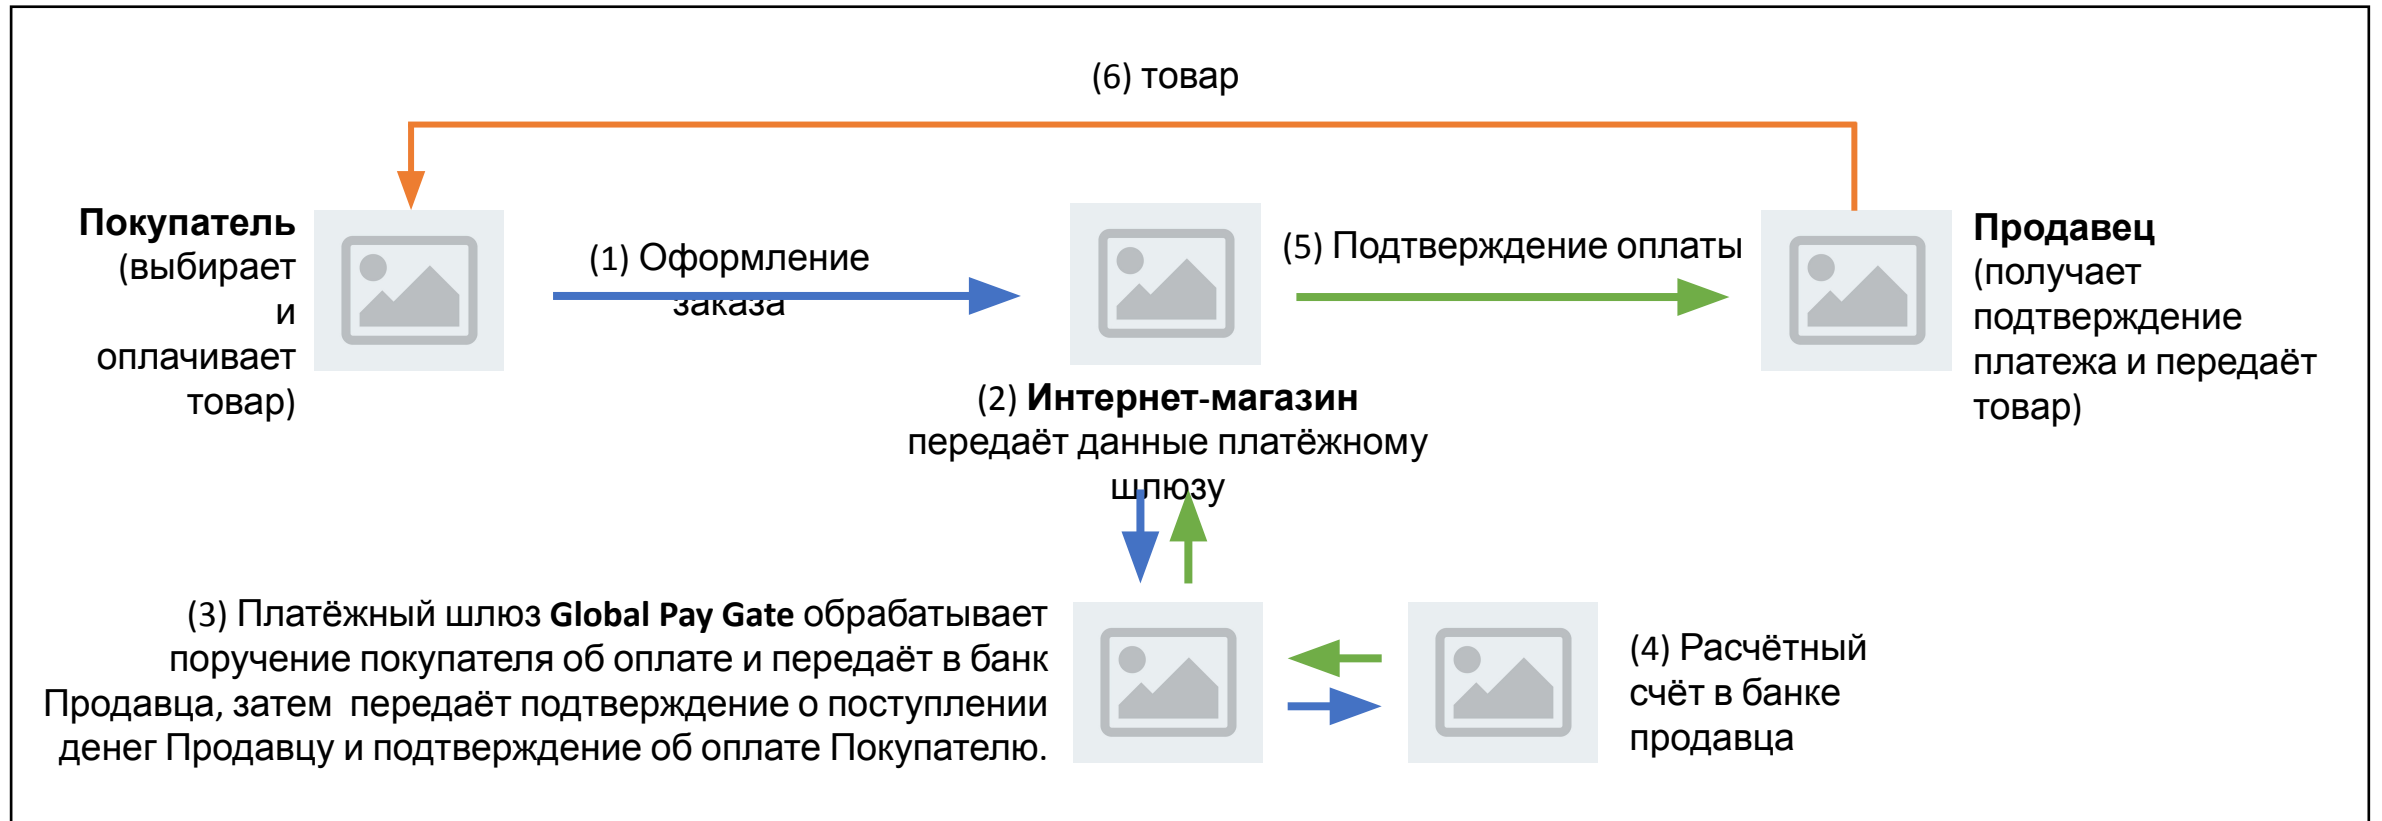 (6) товар
Покупатель
(выбирает
и
оплачивает
товар)
(1) Оформление
заказа
(5) Подтверждение оплаты
Продавец
(получает
подтверждение
платежа и передаёт
товар)
(2) Интернет-магазин
передаёт данные платёжному
шлюзу
(3) Платёжный шлюз Global Pay Gate обрабатывает
поручение покупателя об оплате и передаёт в банк
Продавца, затем передаёт подтверждение о поступлении
денег Продавцу и подтверждение об оплате Покупателю.
(4) Расчётный
счёт в банке
продавца